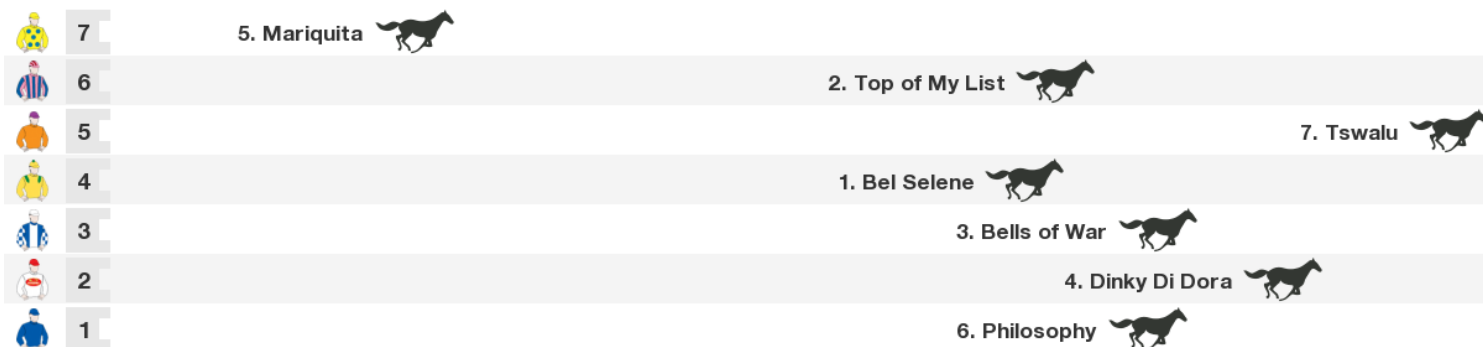 7 5. Mariquita
6 2. Top of My List
5 7. Tswalu
4 1. Bel Selene
3 3. Bells of War
2 4. Dinky Di Dora
1 6. Philosophy